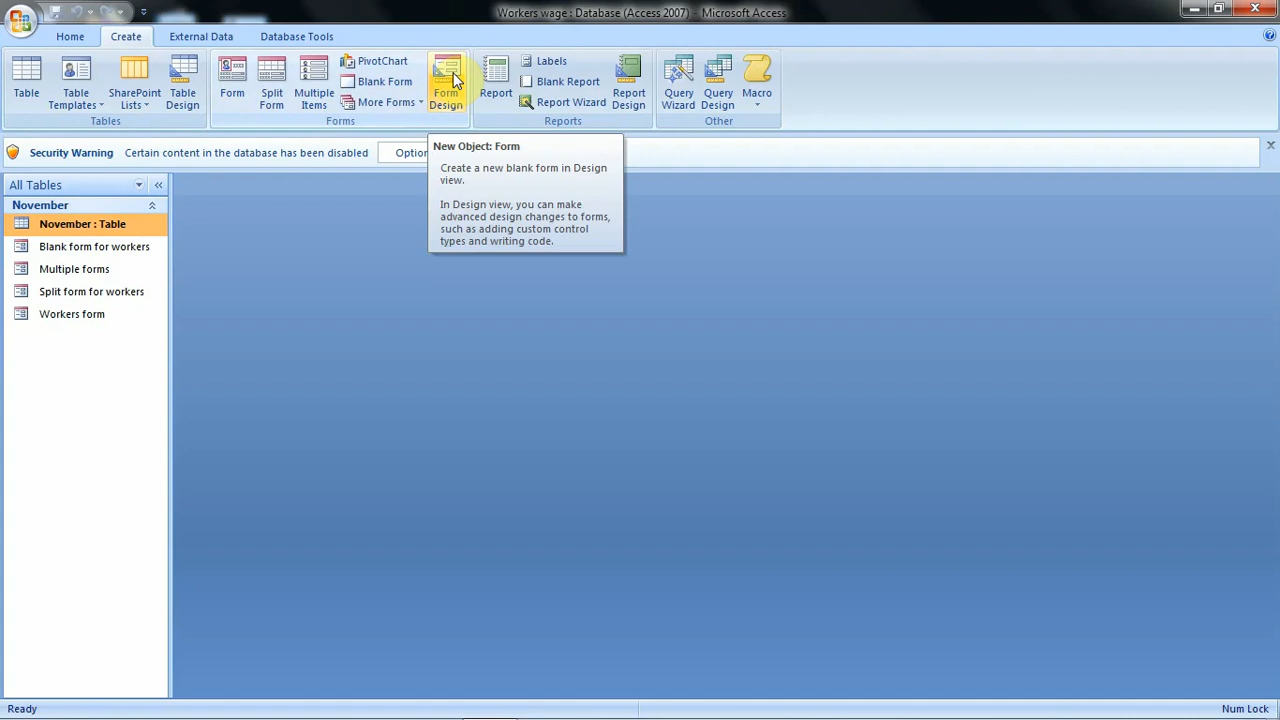 Workers wage : Database (Access 2007) - Microsoft Access
Home Create External Data Database Tools
Table
Table Templates
SharePoint Lists
Table Design
Tables
Form
Split Form
Multiple Items
PivotChart
Blank Form
More Forms
Form Design
Forms
Report
Labels
Blank Report
Report Wizard
Report Design
Reports
Query Wizard
Query Design
Macro
Other
Security Warning Certain content in the database has been disabled Option
New Object: Form
Create a new blank form in Design
view.
In Design view, you can make
advanced design changes to forms,
such as adding custom control
types and writing code.
All Tables
November
November : Table
Blank form for workers
Multiple forms
Split form for workers
Workers form
Ready Num Lock